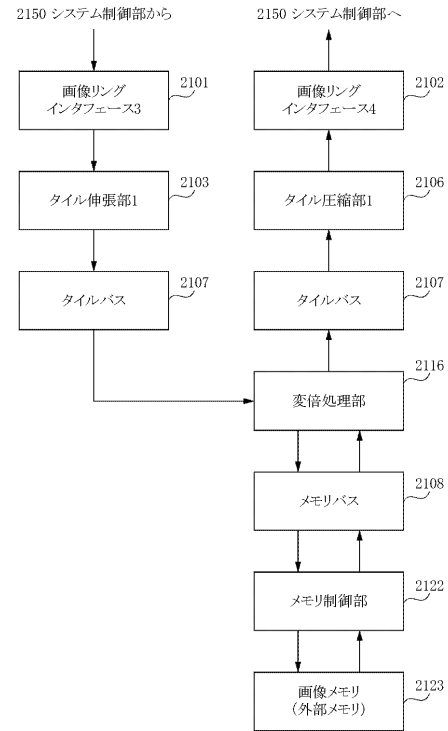 2150 システム制御部から
2150 システム制御部へ
画像リング
インタフェース3
2101
画像リング
インタフェース4
2102
タイル伸張部1
2103
タイル圧縮部1
2106
タイルバス
2107
タイルバス
2107
変倍処理部
2116
メモリバス
2108
メモリ制御部
2122
画像メモリ
(外部メモリ)
2123